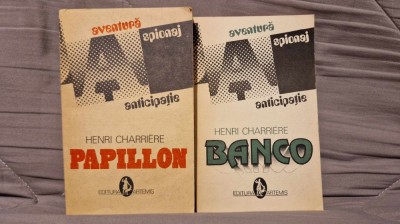 aventură
spionaj
anticipație
HENRI CHARRIÈRE
PAPILLON
EDITURA ARTEMIS
aventură
spionaj
anticipație
HENRI CHARRIÈRE
BANCO
EDITURA ARTEMIS